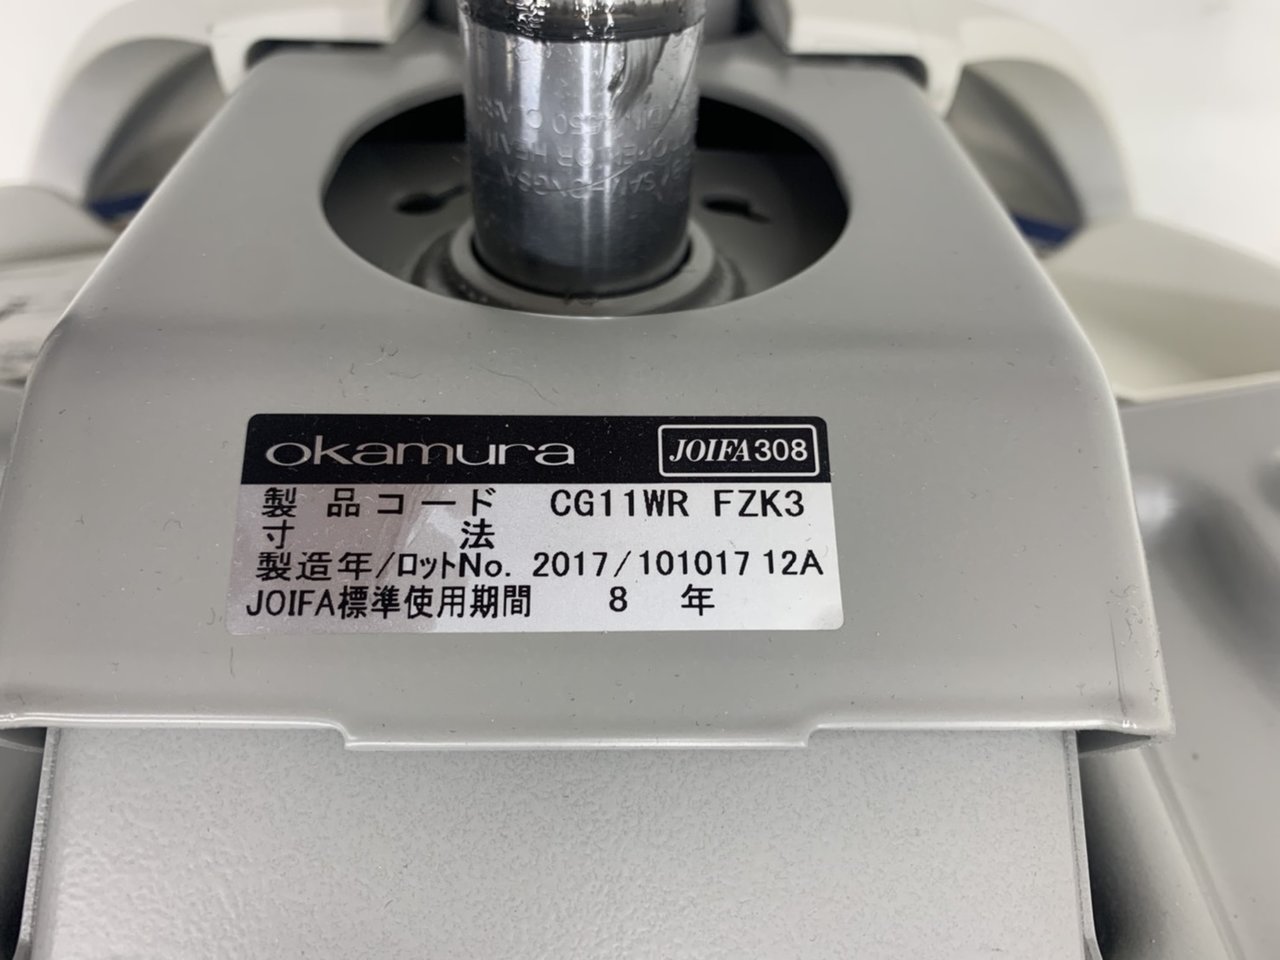 okamura JOIFA308
製品コード CG11WR FZK3
寸法
製造年/ロットNo. 2017/101017 12A
JOIFA標準使用期間 8 年